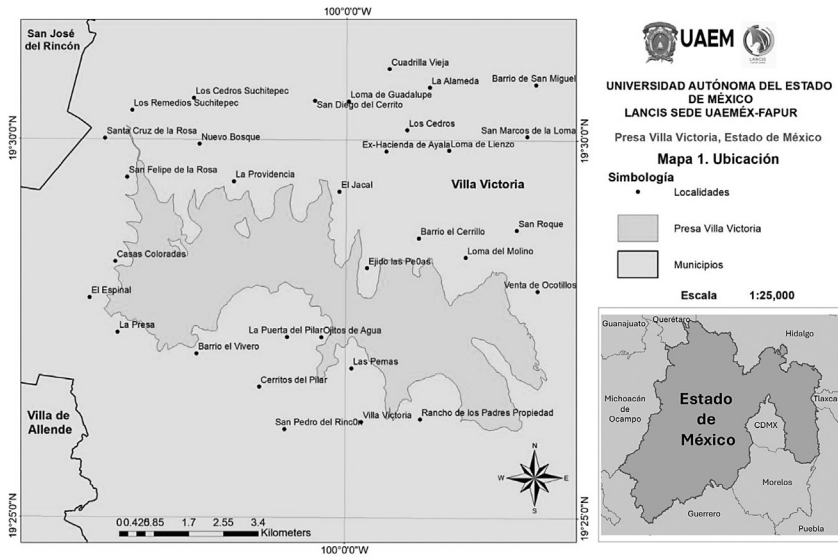 100°0'0"W
San José
del Rincón
Cuadrilla Vieja
La Alameda
Barrio de San Miguel
Los Cedros Suchitepec
Loma de Guadalupe
San Diego del Cerrito
Los Remedios Suchitepec
Los Cedros
San Marcos de la Loma
Santa Cruz de la Rosa
Nuevo Bosque
Ex-Hacienda de Ayala
Loma de Lienzo
San Felipe de la Rosa
La Providencia
El Jacal
Villa Victoria
San Roque
Barrio el Cerrillo
Loma del Molino
Casas Coloradas
Ejido las Pe0as
Venta de Ocotillos
El Espinal
La Presa
La Puerta del Pilar
Ojitos de Agua
Barrio el Vivero
Las Pemas
Cerritos del Pilar
Villa de
Allende
San Pedro del Rinc0n
Villa Victoria
Rancho de los Padres Propiedad
N
W
E
S
0 0.425 0.85 1.7 2.55 3.4
Kilometers
19°30'0"N
19°30'0"N
19°25'0"N
19°25'0"N
100°0'0"W
UAEM
LANCIS
UNIVERSIDAD AUTÓNOMA DEL ESTADO
DE MÉXICO
LANCIS SEDE UAEMÉX-FAPUR
Presa Villa Victoria, Estado de México
Mapa 1. Ubicación
Simbología
Localidades
Presa Villa Victoria
Municipios
Escala 1:25,000
Guanajuato
Querétaro
Hidalgo
Michoacán
de
Ocampo
Tlaxcala
Estado
de
México
CDMX
Morelos
Guerrero
Puebla